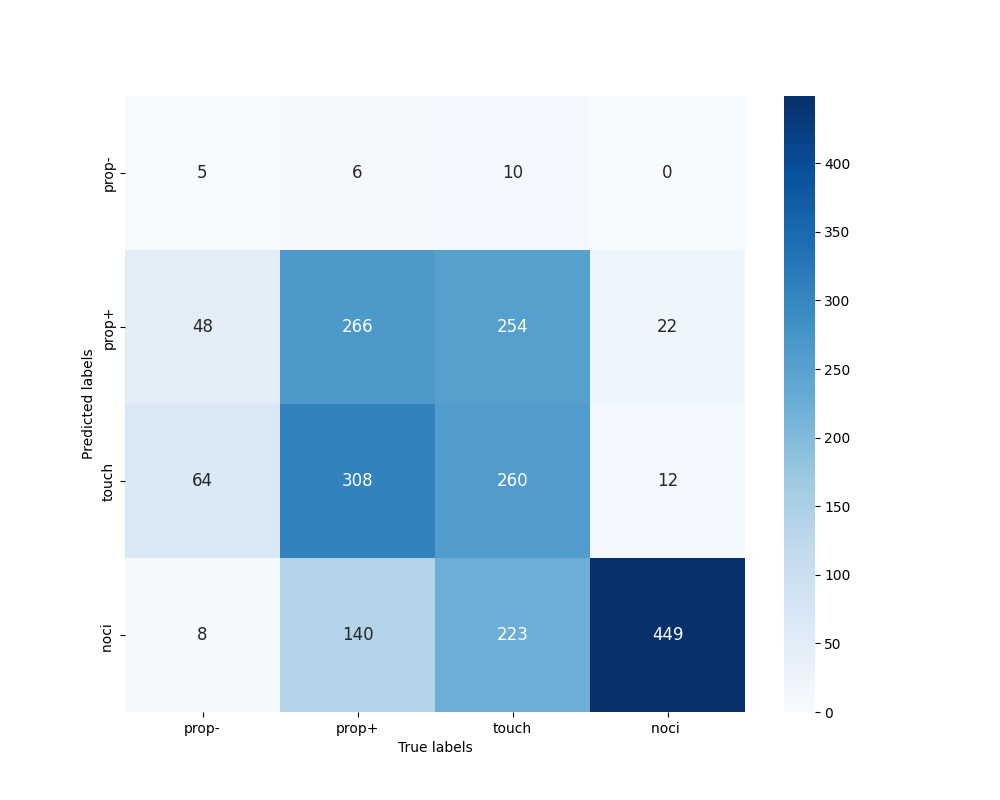 prop-
5 6 10 0
prop+
48 266 254 22
touch
64 308 260 12
noci
8 140 223 449
Predicted labels
prop- prop+ touch noci
True labels
400
350
300
250
200
150
100
50
0